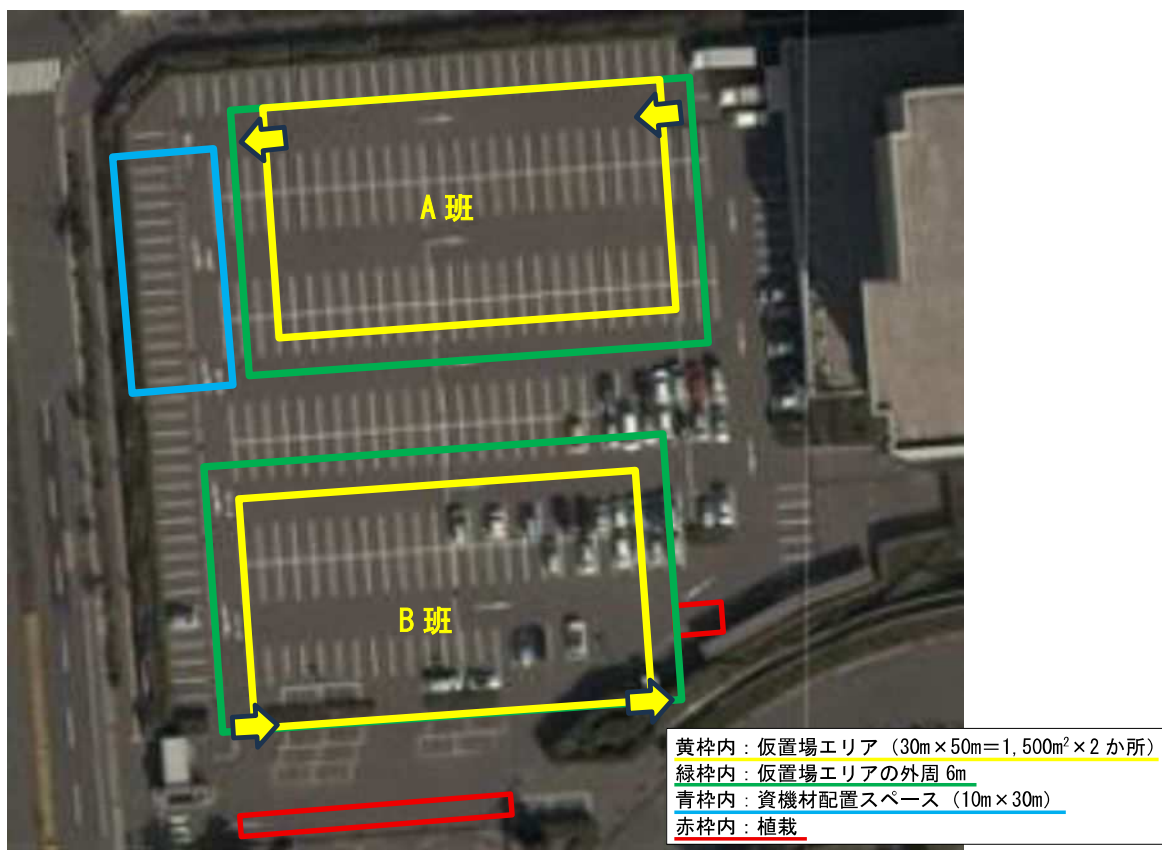 A 班
B 班
黄枠内：仮置場エリア（30m×50m＝1,500m²×2 か所）
緑枠内：仮置場エリアの外周 6m
青枠内：資機材配置スペース（10m×30m）
赤枠内：植栽